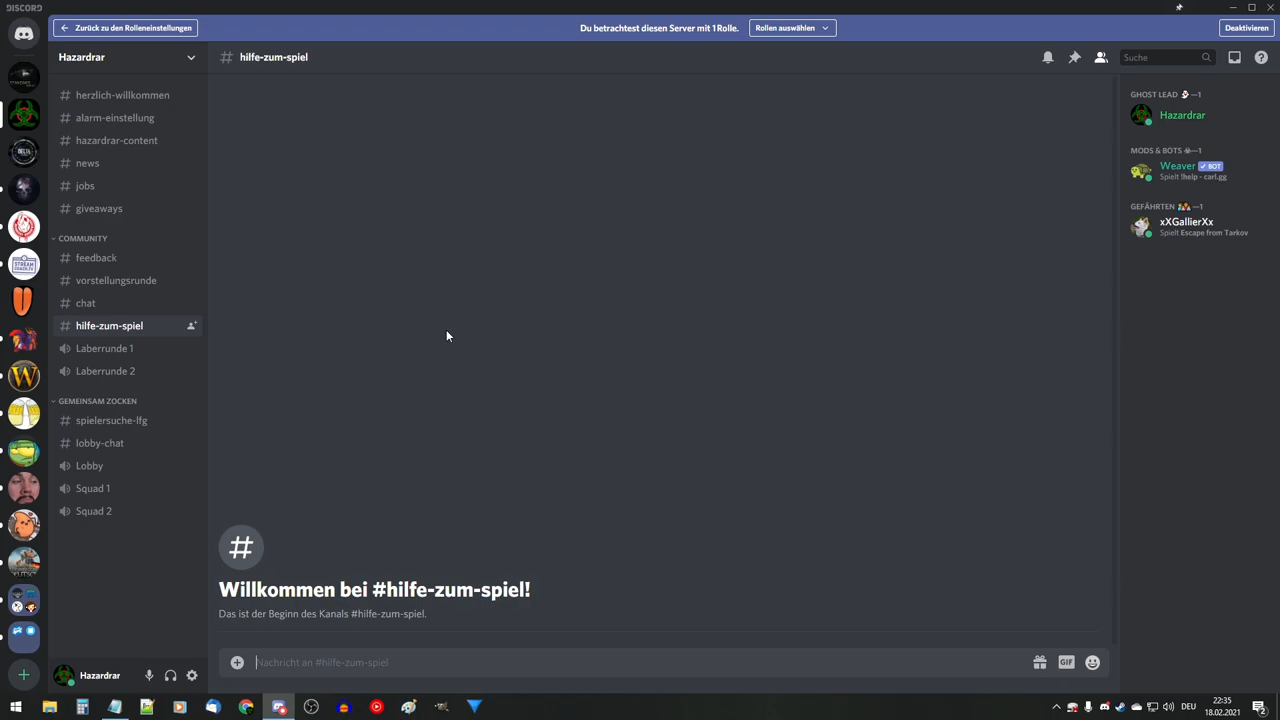 DISCORD
Zurück zu den Rolleneinstellungen
Du betrachtest diesen Server mit 1 Rolle.
Rollen auswählen
Deaktivieren
Hazardrar
hilfe-zum-spiel
Suche
herzlich-willkommen
alarm-einstellung
hazardrar-content
news
jobs
giveaways
COMMUNITY
feedback
vorstellungsrunde
chat
hilfe-zum-spiel
Laberrunde 1
Laberrunde 2
GEMEINSAM ZOCKEN
spielersuche-lfg
lobby-chat
Lobby
Squad 1
Squad 2
Willkommen bei #hilfe-zum-spiel!
Das ist der Beginn des Kanals #hilfe-zum-spiel.
Nachricht an #hilfe-zum-spiel
GIF
GHOST LEAD 👻—1
Hazardrar
MODS & BOTS ☣—1
Weaver ✓ BOT
Spielt !help - carl.gg
GEFÄHRTEN —1
xXGallierXx
Spielt Escape from Tarkov
Hazardrar
DEU
22:35
18.02.2021
2